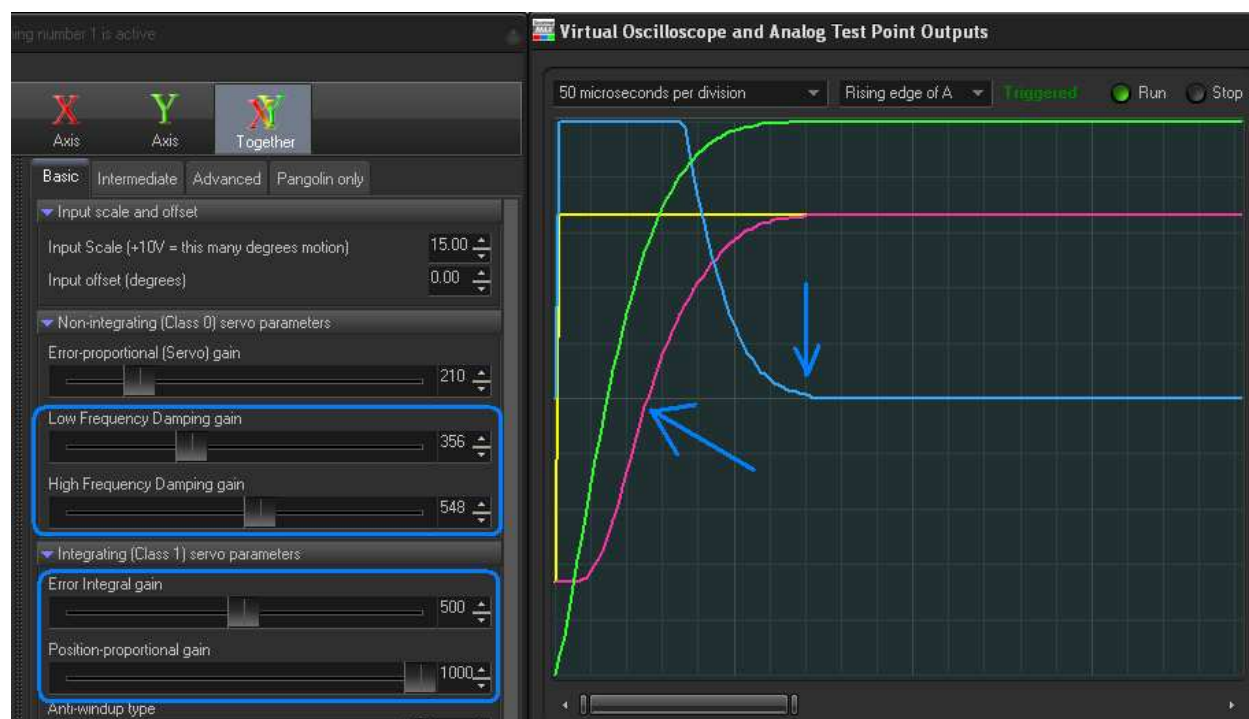 ing number 1 is active
Virtual Oscilloscope and Analog Test Point Outputs
50 microseconds per division
Rising edge of A
Triggered
Run
Stop
X
Axis
Y
Axis
XY
Together
Basic
Intermediate
Advanced
Pangolin only
Input scale and offset
Input Scale (+10V = this many degrees motion)
15.00
Input offset (degrees)
0.00
Non-integrating (Class 0) servo parameters
Error-proportional (Servo) gain
210
Low Frequency Damping gain
356
High Frequency Damping gain
548
Integrating (Class 1) servo parameters
Error Integral gain
500
Position-proportional gain
1000
Anti-windup type